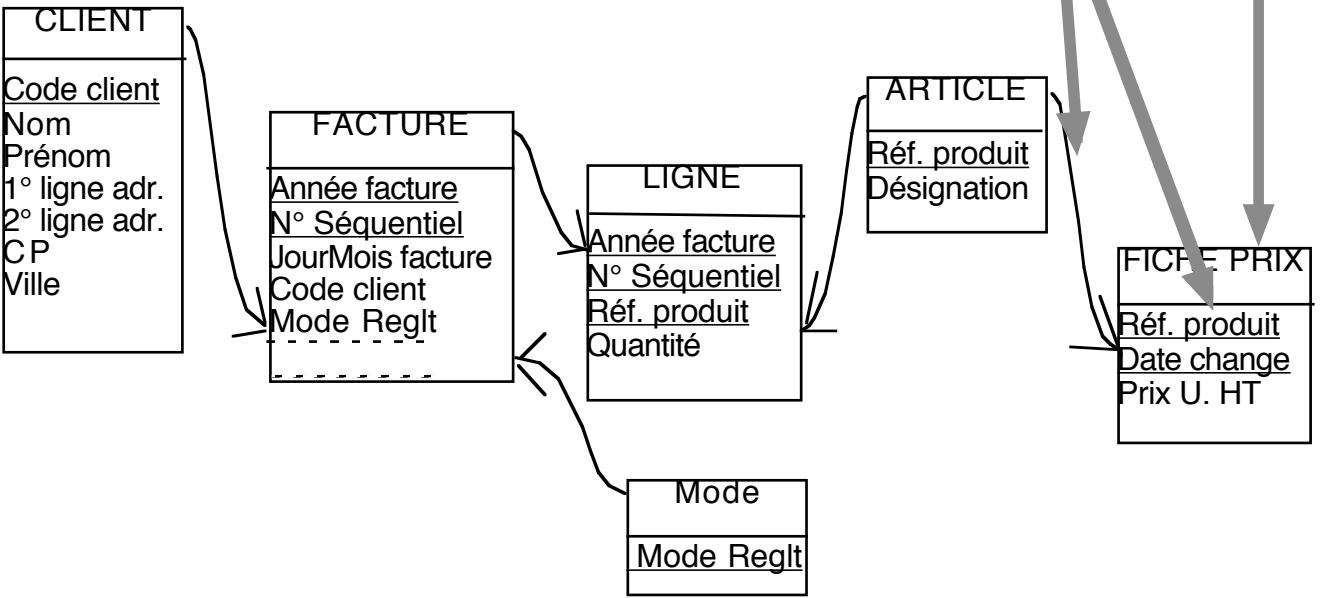 CLIENT
Code client
Nom
Prénom
1° ligne adr.
2° ligne adr.
CP
Ville
FACTURE
Année facture
N° Séquentiel
JourMois facture
Code client
Mode Reglt
LIGNE
Année facture
N° Séquentiel
Réf. produit
Quantité
ARTICLE
Réf. produit
Désignation
FICHE PRIX
Réf. produit
Date change
Prix U. HT
Mode
Mode Reglt